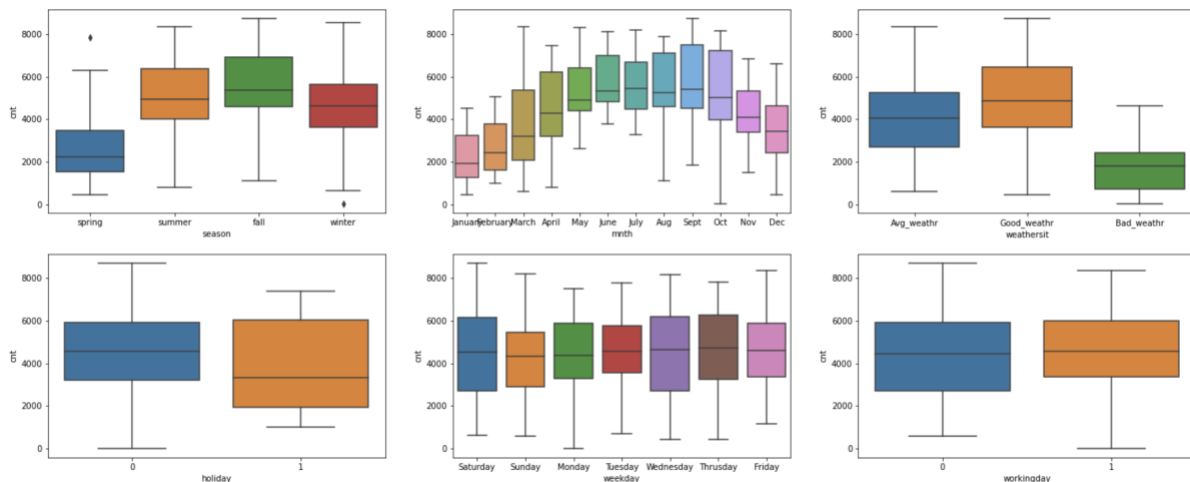 8000
6000
4000
2000
0
cnt
spring summer fall winter
season
8000
6000
4000
2000
0
cnt
January February March April May June July Aug Sept Oct Nov Dec
mnth
8000
6000
4000
2000
0
cnt
Avg_weathr Good_weathr Bad_weathr
weathersit
8000
6000
4000
2000
0
cnt
0 1
holiday
8000
6000
4000
2000
0
cnt
Saturday Sunday Monday Tuesday Wednesday Thrusday Friday
weekday
8000
6000
4000
2000
0
cnt
0 1
workingday